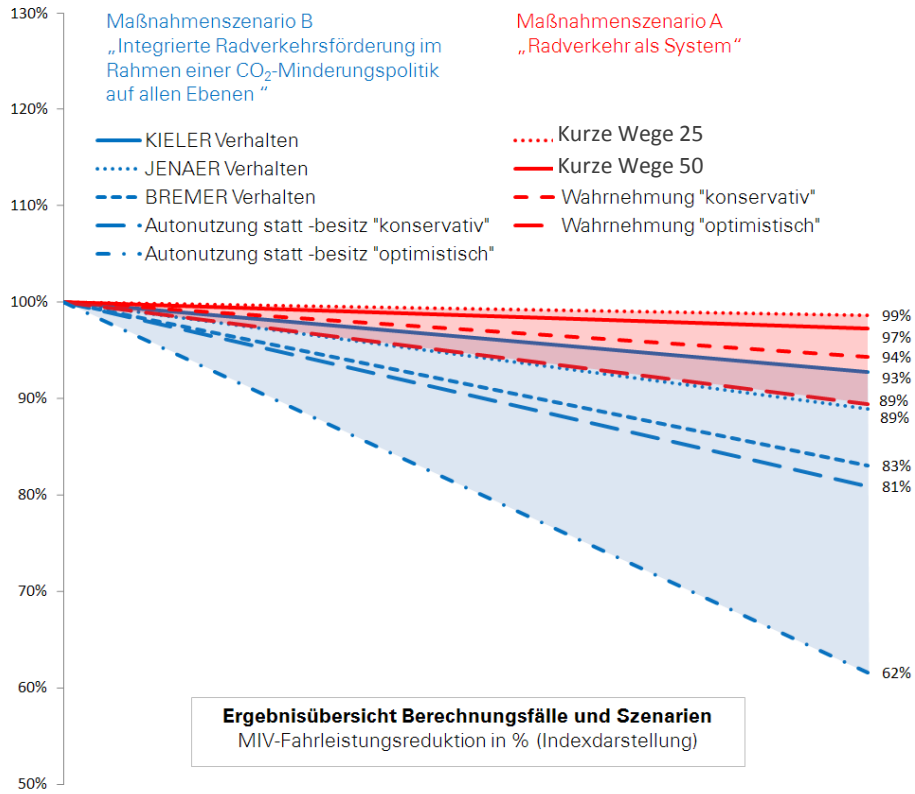 130%
120%
110%
100%
90%
80%
70%
60%
50%
Maßnahmenszenario B
„Integrierte Radverkehrsförderung im
Rahmen einer CO₂-Minderungspolitik
auf allen Ebenen “
Maßnahmenszenario A
„Radverkehr als System“
KIELER Verhalten
JENAER Verhalten
BREMER Verhalten
Autonutzung statt -besitz "konservativ"
Autonutzung statt -besitz "optimistisch"
Kurze Wege 25
Kurze Wege 50
Wahrnehmung "konservativ"
Wahrnehmung "optimistisch"
99%
97%
94%
93%
89%
89%
83%
81%
62%
Ergebnisübersicht Berechnungsfälle und Szenarien
MIV-Fahrleistungsreduktion in % (Indexdarstellung)